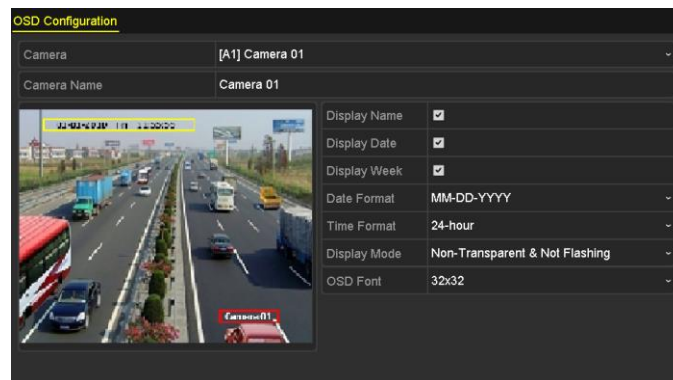 OSD Configuration
Camera [A1] Camera 01
Camera Name Camera 01
Display Name
Display Date
Display Week
Date Format MM-DD-YYYY
Time Format 24-hour
Display Mode Non-Transparent & Not Flashing
OSD Font 32x32
Camera01